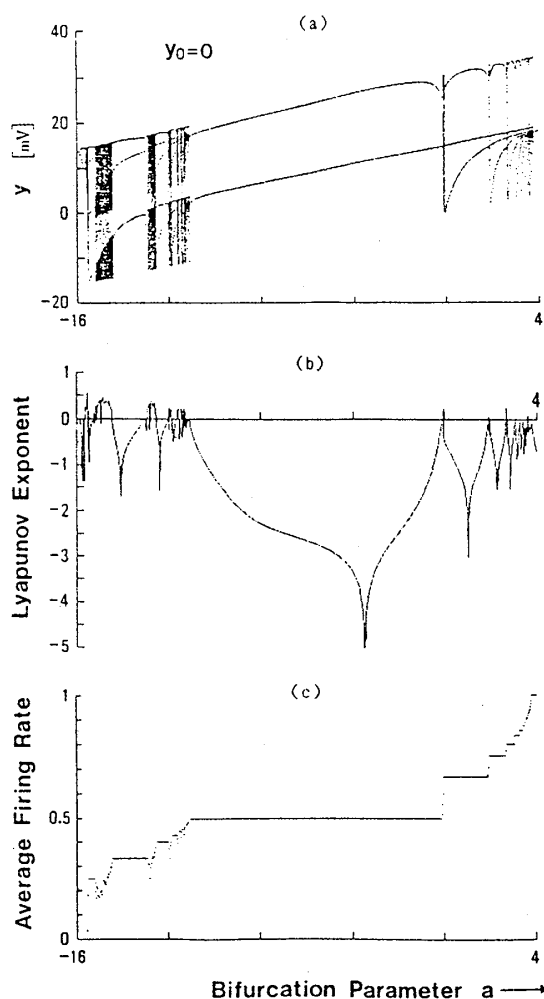 (a)
40
y₀=0
20
y [mV]
0
-20
-16
4
(b)
1
4
0
Lyapunov Exponent
-1
-2
-3
-4
-5
(c)
1
Average Firing Rate
0.5
0
-16
4
Bifurcation Parameter a